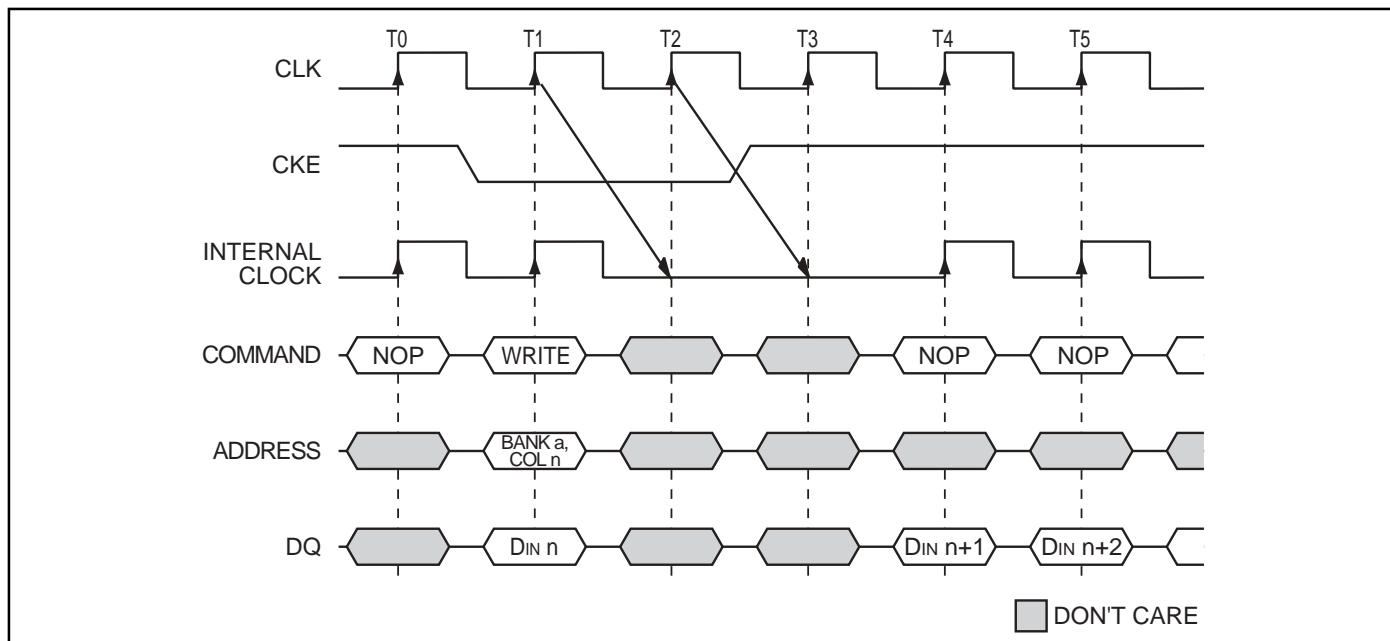 T0 T1 T2 T3 T4 T5
CLK
CKE
INTERNAL
CLOCK
COMMAND NOP WRITE NOP NOP
ADDRESS BANK a,
COL n
DQ DIN n DIN n+1 DIN n+2
DON'T CARE